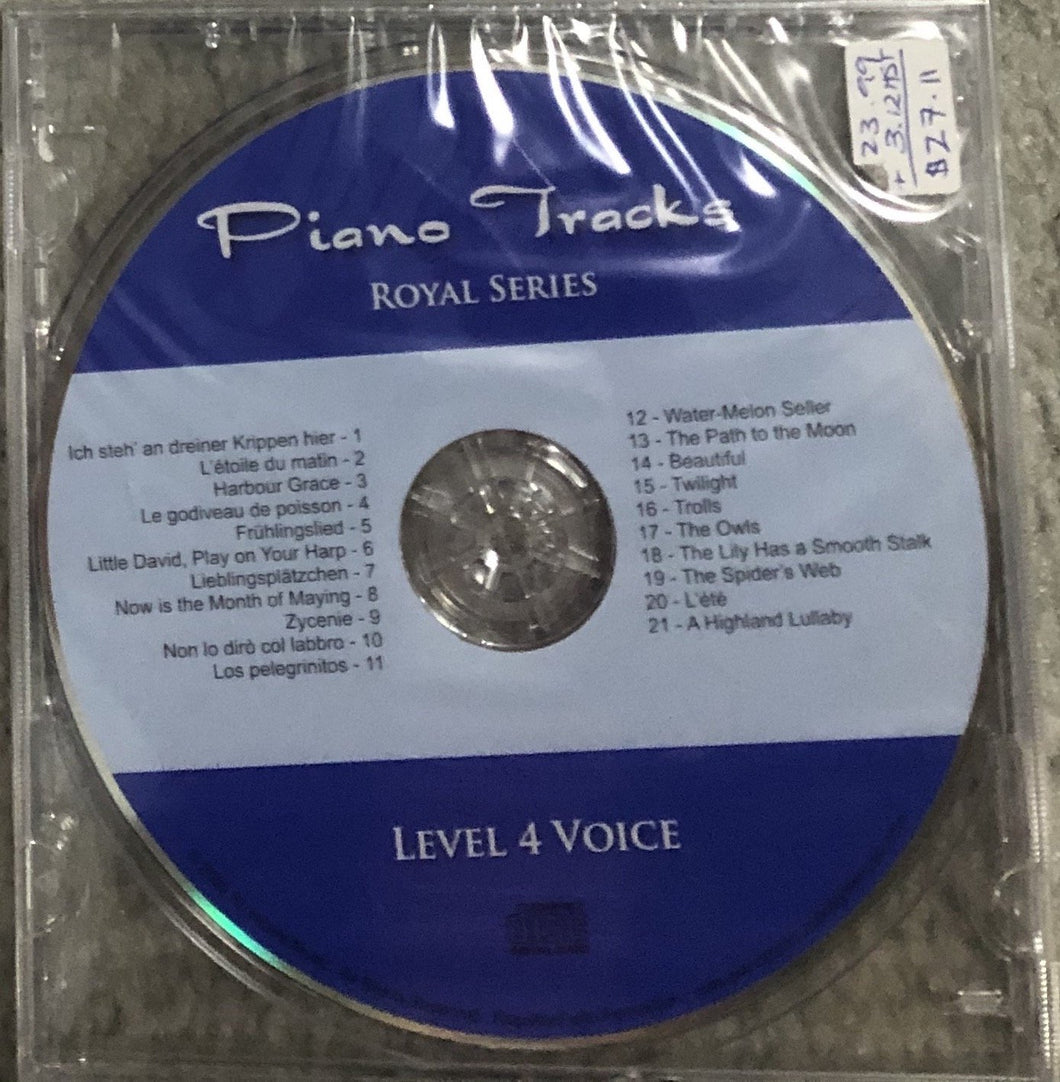 23.99
+ 3.12 HST
$27.11
Piano Tracks
ROYAL SERIES
Ich steh' an dreiner Krippen hier - 1
L'étoile du matin - 2
Harbour Grace - 3
Le godiveau de poisson - 4
Frühlingslied - 5
Little David, Play on Your Harp - 6
Lieblingsplätzchen - 7
Now is the Month of Maying - 8
Zycenie - 9
Non lo dirò col labbro - 10
Los pelegrinitos - 11
12 - Water-Melon Seller
13 - The Path to the Moon
14 - Beautiful
15 - Twilight
16 - Trolls
17 - The Owls
18 - The Lily Has a Smooth Stalk
19 - The Spider's Web
20 - L'été
21 - A Highland Lullaby
LEVEL 4 VOICE